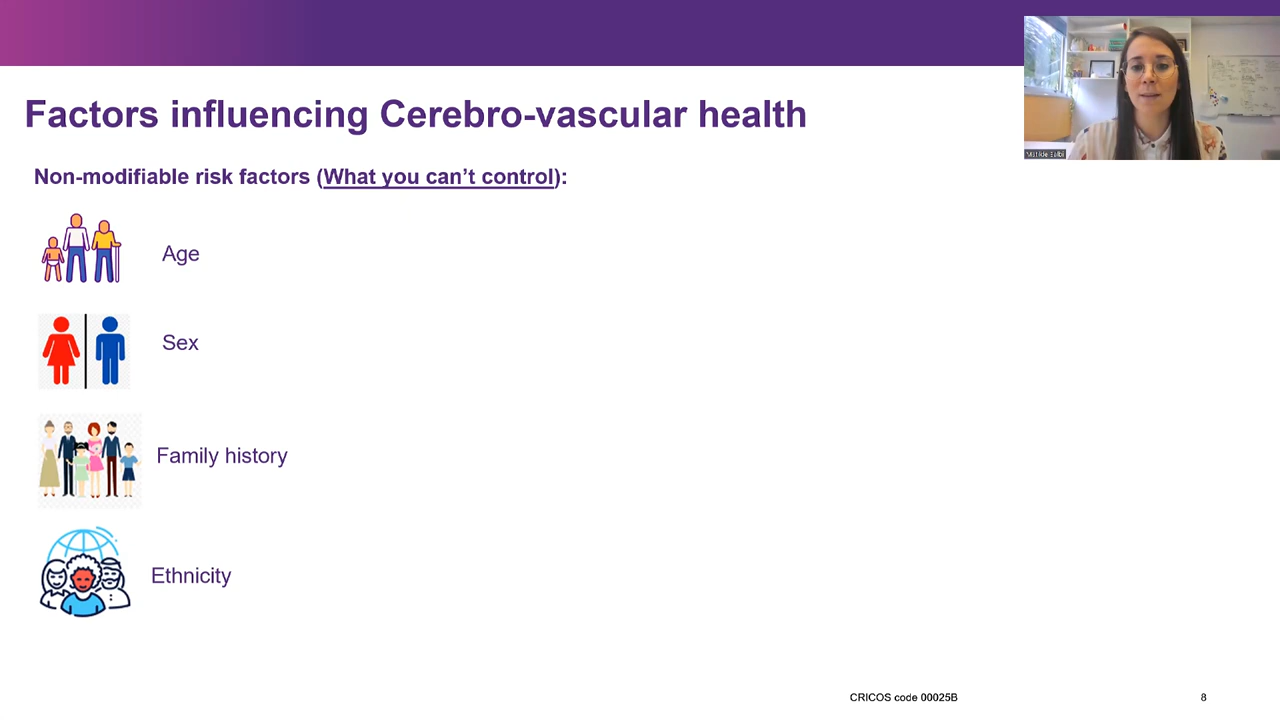 Factors influencing Cerebro-vascular health
Non-modifiable risk factors (What you can't control):
Age
Sex
Family history
Ethnicity
CRICOS code 00025B
8